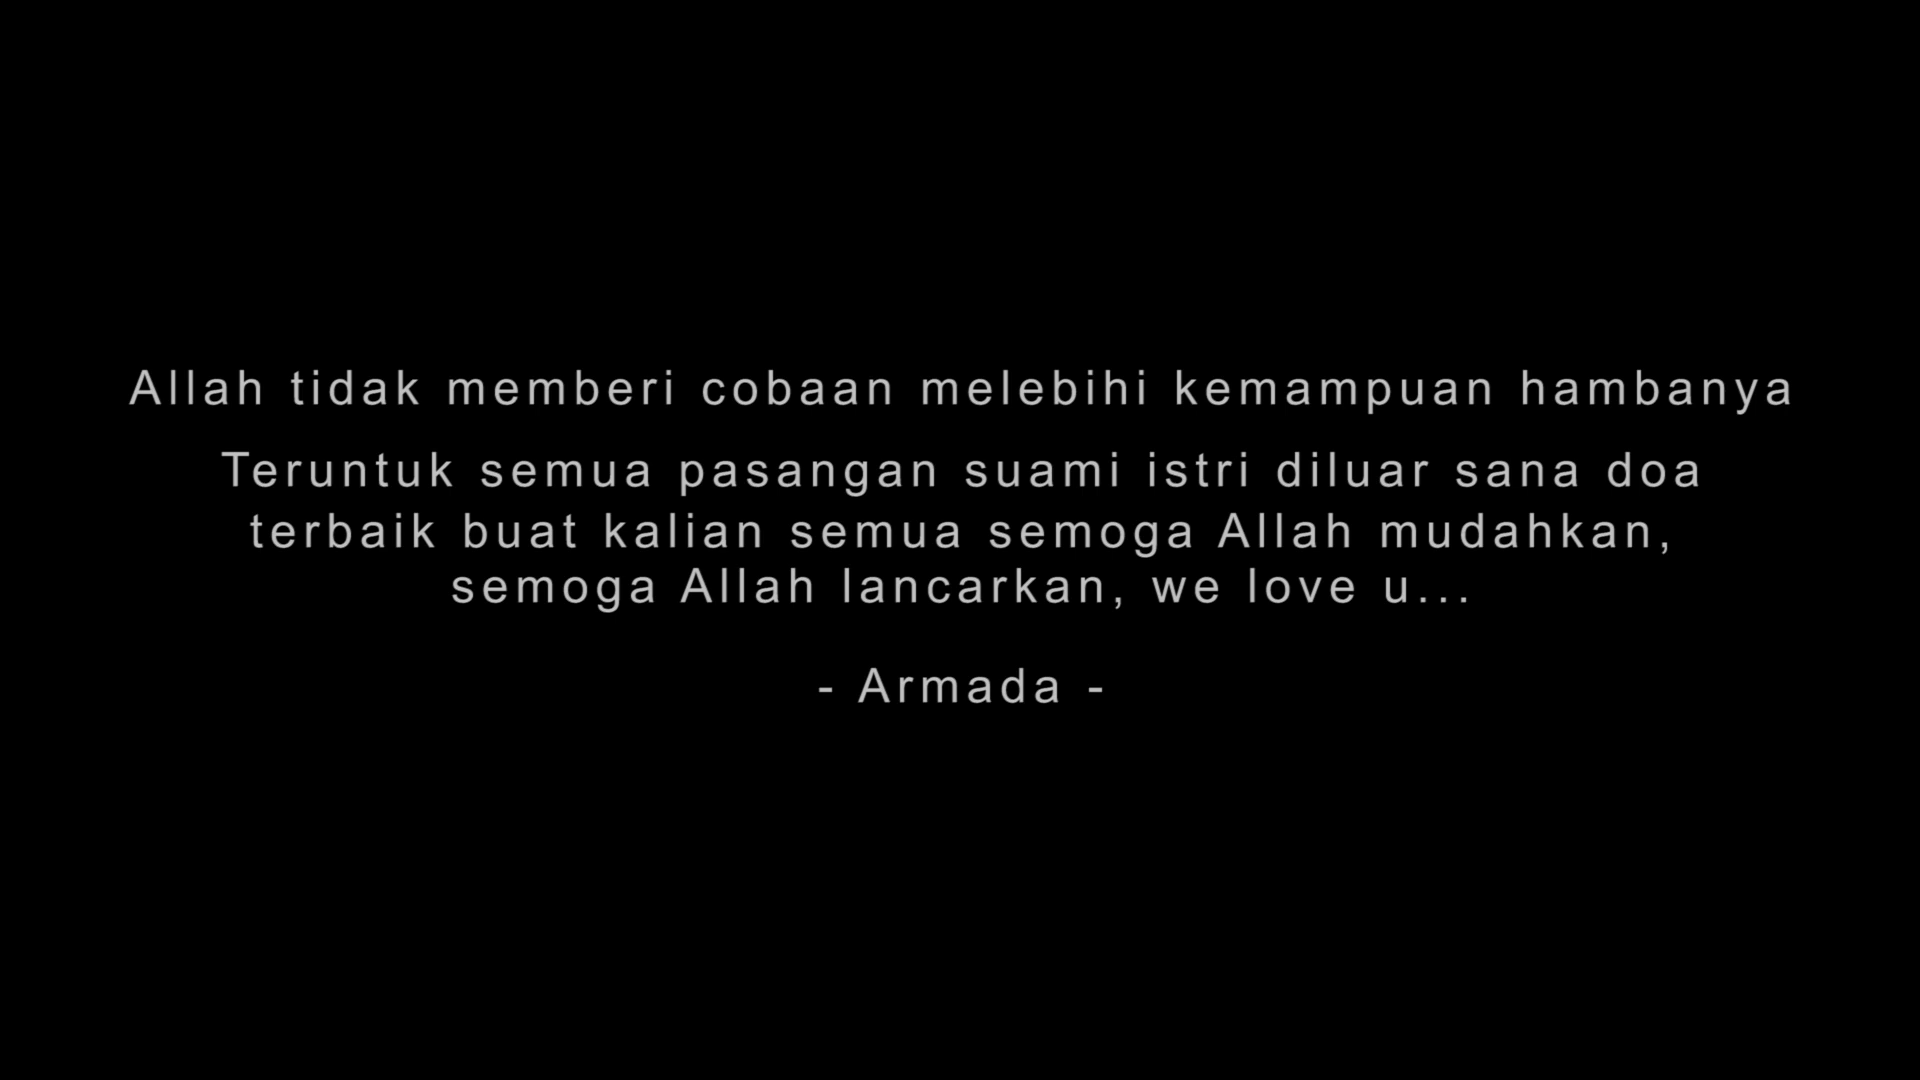 Allah tidak memberi cobaan melebihi kemampuan hambanya
Teruntuk semua pasangan suami istri diluar sana doa
terbaik buat kalian semua semoga Allah mudahkan,
semoga Allah lancarkan, we love u...
- Armada -